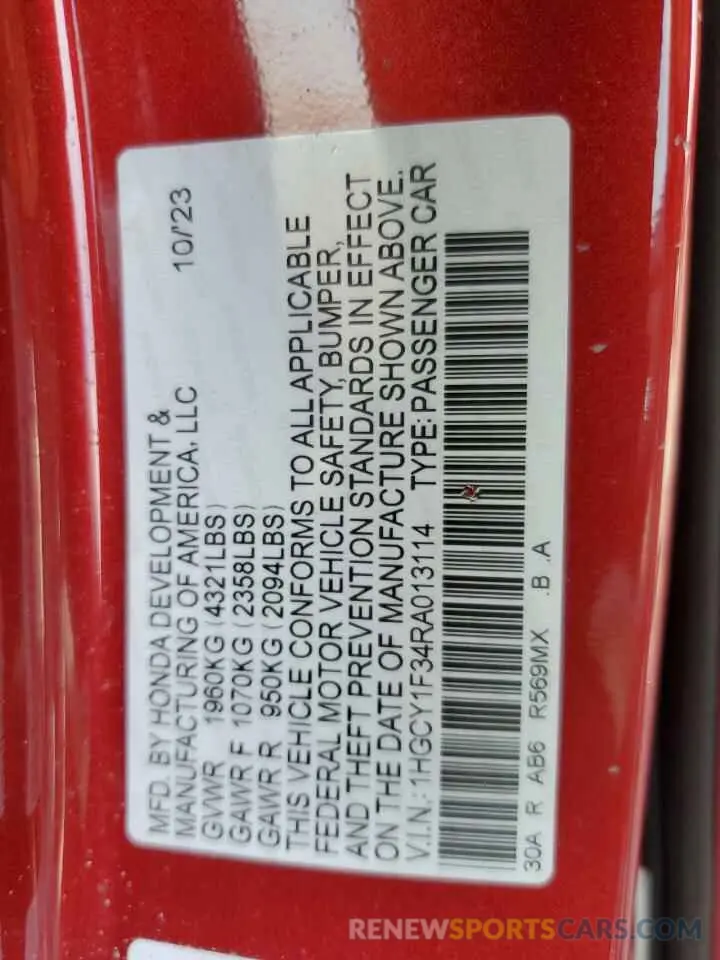 MFD. BY HONDA DEVELOPMENT &
MANUFACTURING OF AMERICA, LLC 10/'23
GVWR 1960KG (4321LBS)
GAWR F 1070KG (2358LBS)
GAWR R 950KG (2094LBS)
THIS VEHICLE CONFORMS TO ALL APPLICABLE
FEDERAL MOTOR VEHICLE SAFETY, BUMPER,
AND THEFT PREVENTION STANDARDS IN EFFECT
ON THE DATE OF MANUFACTURE SHOWN ABOVE.
V.I.N.: 1HGCY1F34RA013114 TYPE: PASSENGER CAR
30A R AB6 R569MX .B .A
RENEWSPORTSCARS.COM